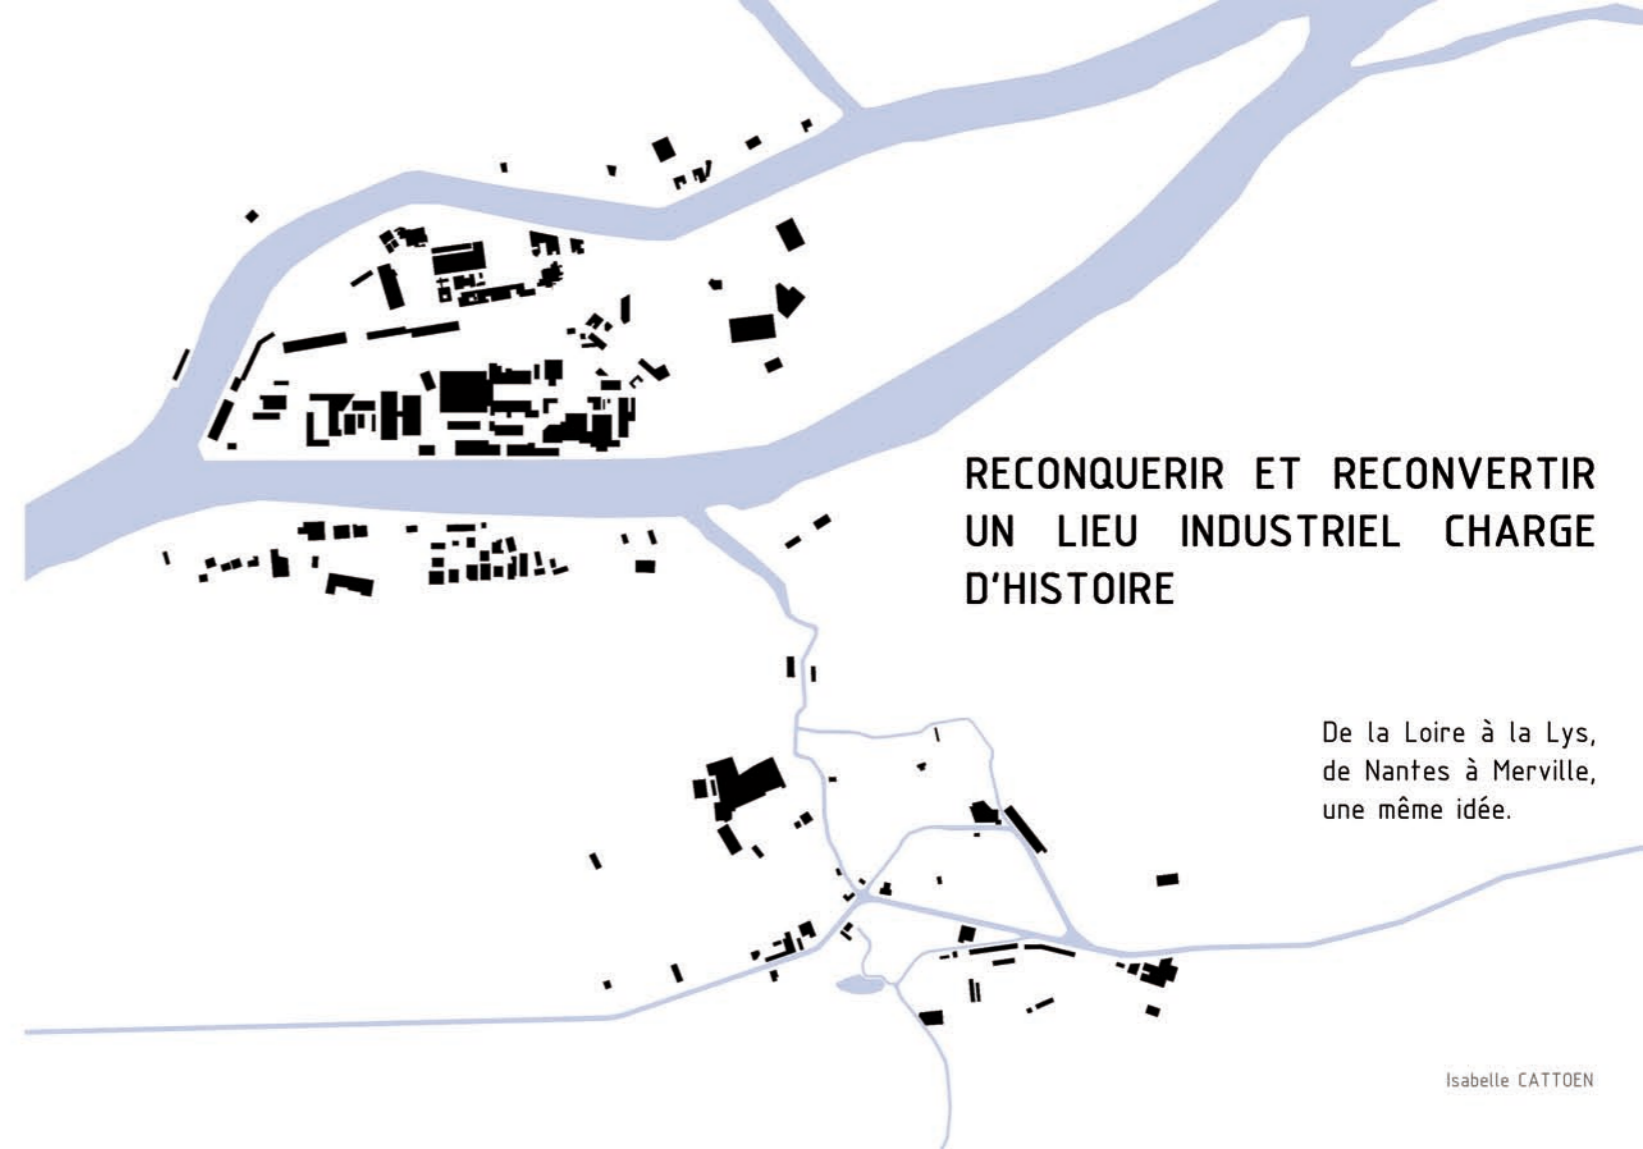 RECONQUERIR ET RECONVERTIR
UN LIEU INDUSTRIEL CHARGE
D'HISTOIRE
De la Loire à la Lys,
de Nantes à Merville,
une même idée.
Isabelle CATTOEN